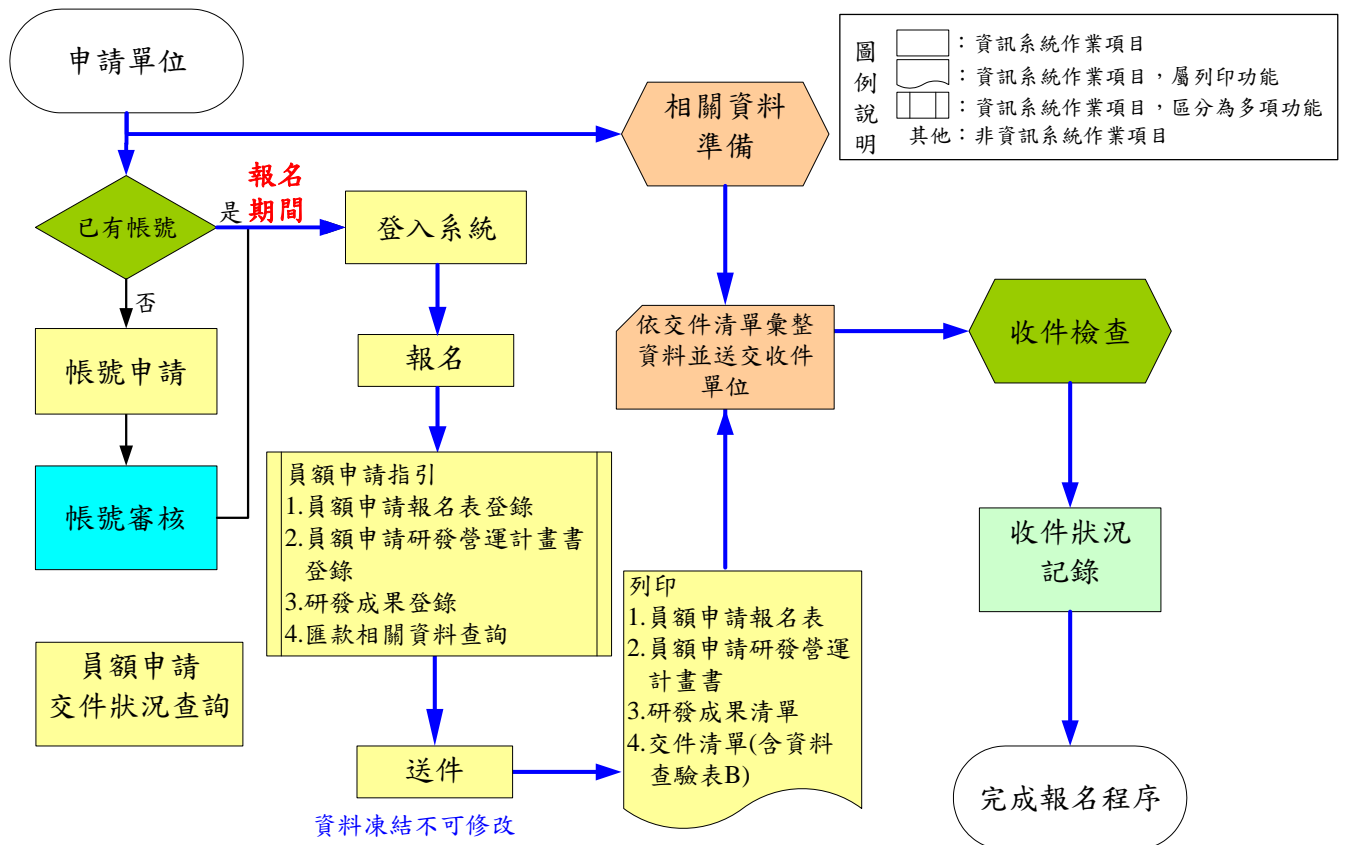 申請單位
圖例說明
：資訊系統作業項目
：資訊系統作業項目，屬列印功能
：資訊系統作業項目，區分為多項功能
其他：非資訊系統作業項目
相關資料
準備
報名
期間
是
已有帳號
登入系統
否
帳號申請
報名
依交件清單彙整
資料並送交收件
單位
收件檢查
帳號審核
員額申請指引
1.員額申請報名表登錄
2.員額申請研發營運計畫書
登錄
3.研發成果登錄
4.匯款相關資料查詢
收件狀況
記錄
列印
1.員額申請報名表
2.員額申請研發營運
計畫書
3.研發成果清單
4.交件清單(含資料
查驗表B)
員額申請
交件狀況查詢
送件
資料凍結不可修改
完成報名程序